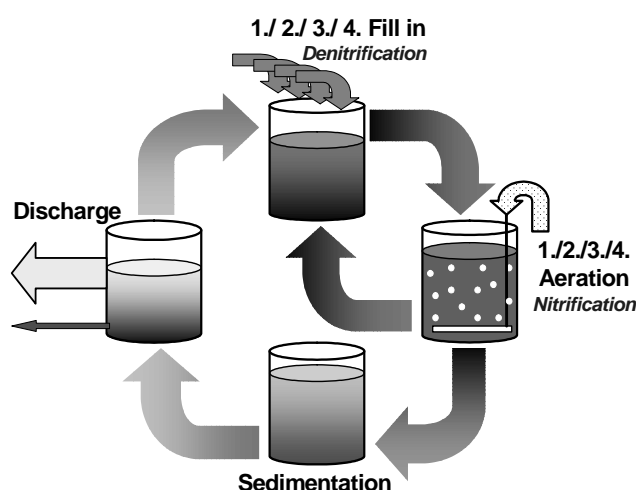 1./ 2./ 3./ 4. Fill in
Denitrification
Discharge
1./2./3./4.
Aeration
Nitrification
Sedimentation